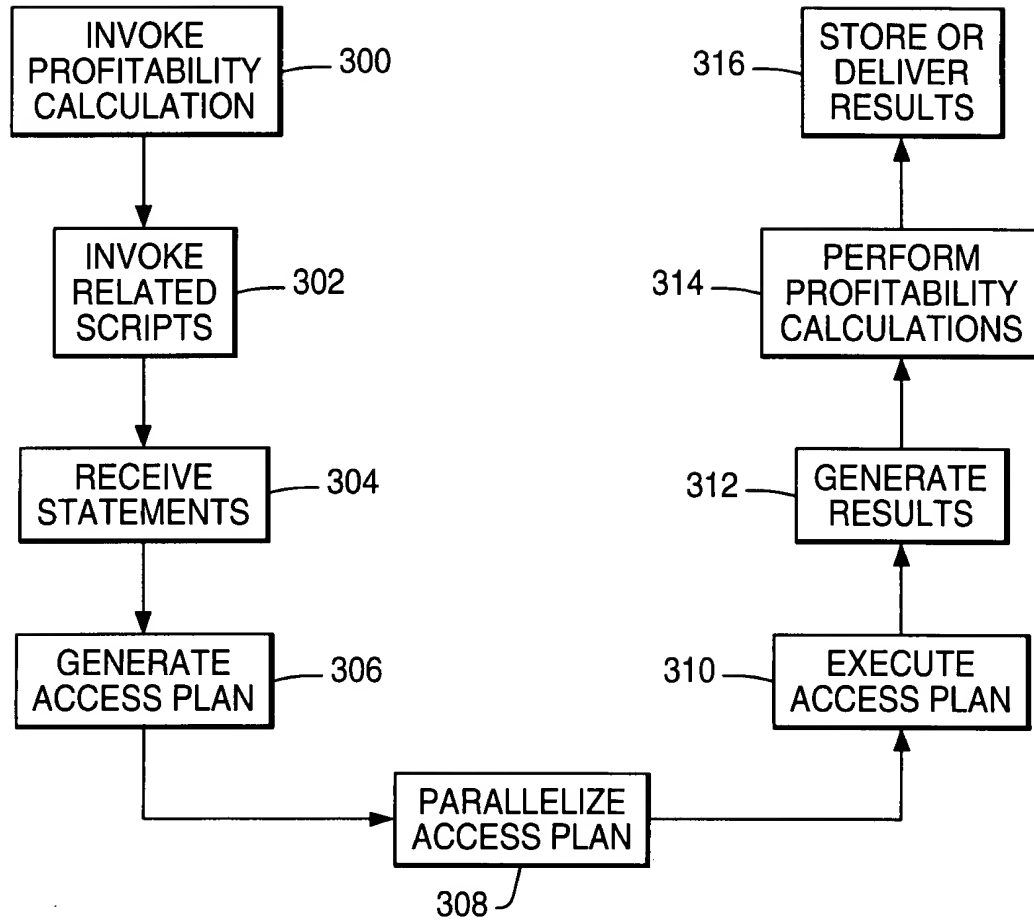 INVOKE
PROFITABILITY
CALCULATION
300
INVOKE
RELATED
SCRIPTS
302
RECEIVE
STATEMENTS
304
GENERATE
ACCESS PLAN
306
PARALLELIZE
ACCESS PLAN
308
EXECUTE
ACCESS PLAN
310
GENERATE
RESULTS
312
PERFORM
PROFITABILITY
CALCULATIONS
314
STORE OR
DELIVER
RESULTS
316